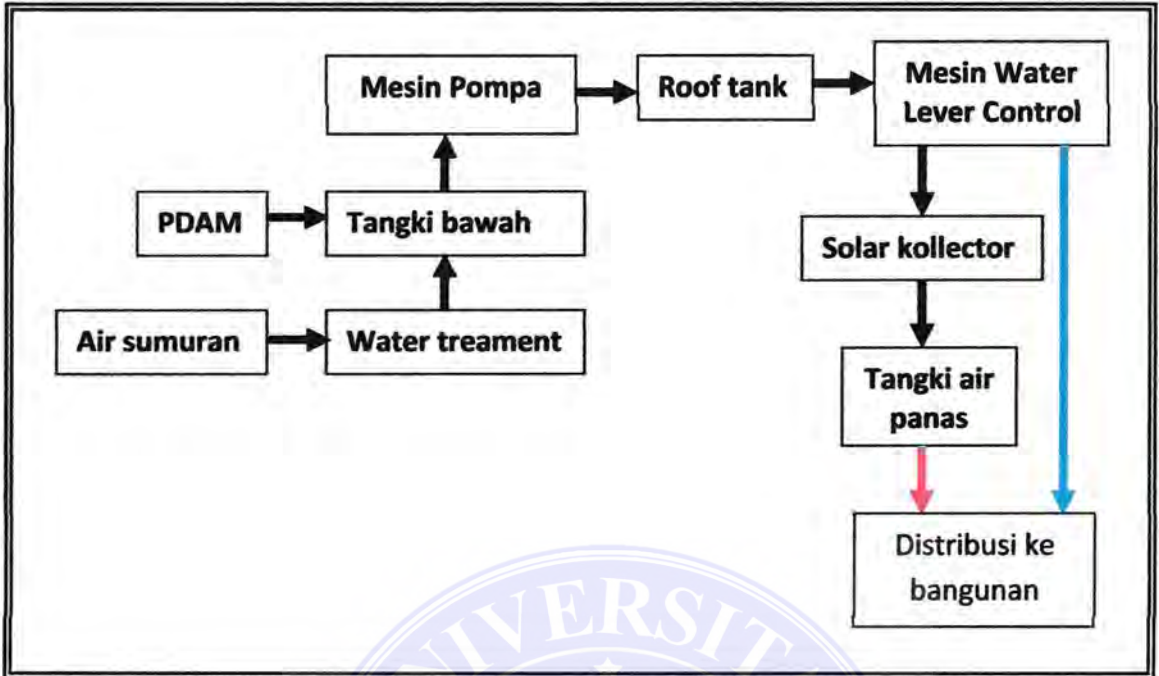 Mesin Pompa
Roof tank
Mesin Water
Lever Control
PDAM
Tangki bawah
Solar kollector
Air sumuran
Water treament
Tangki air
panas
Distribusi ke
bangunan